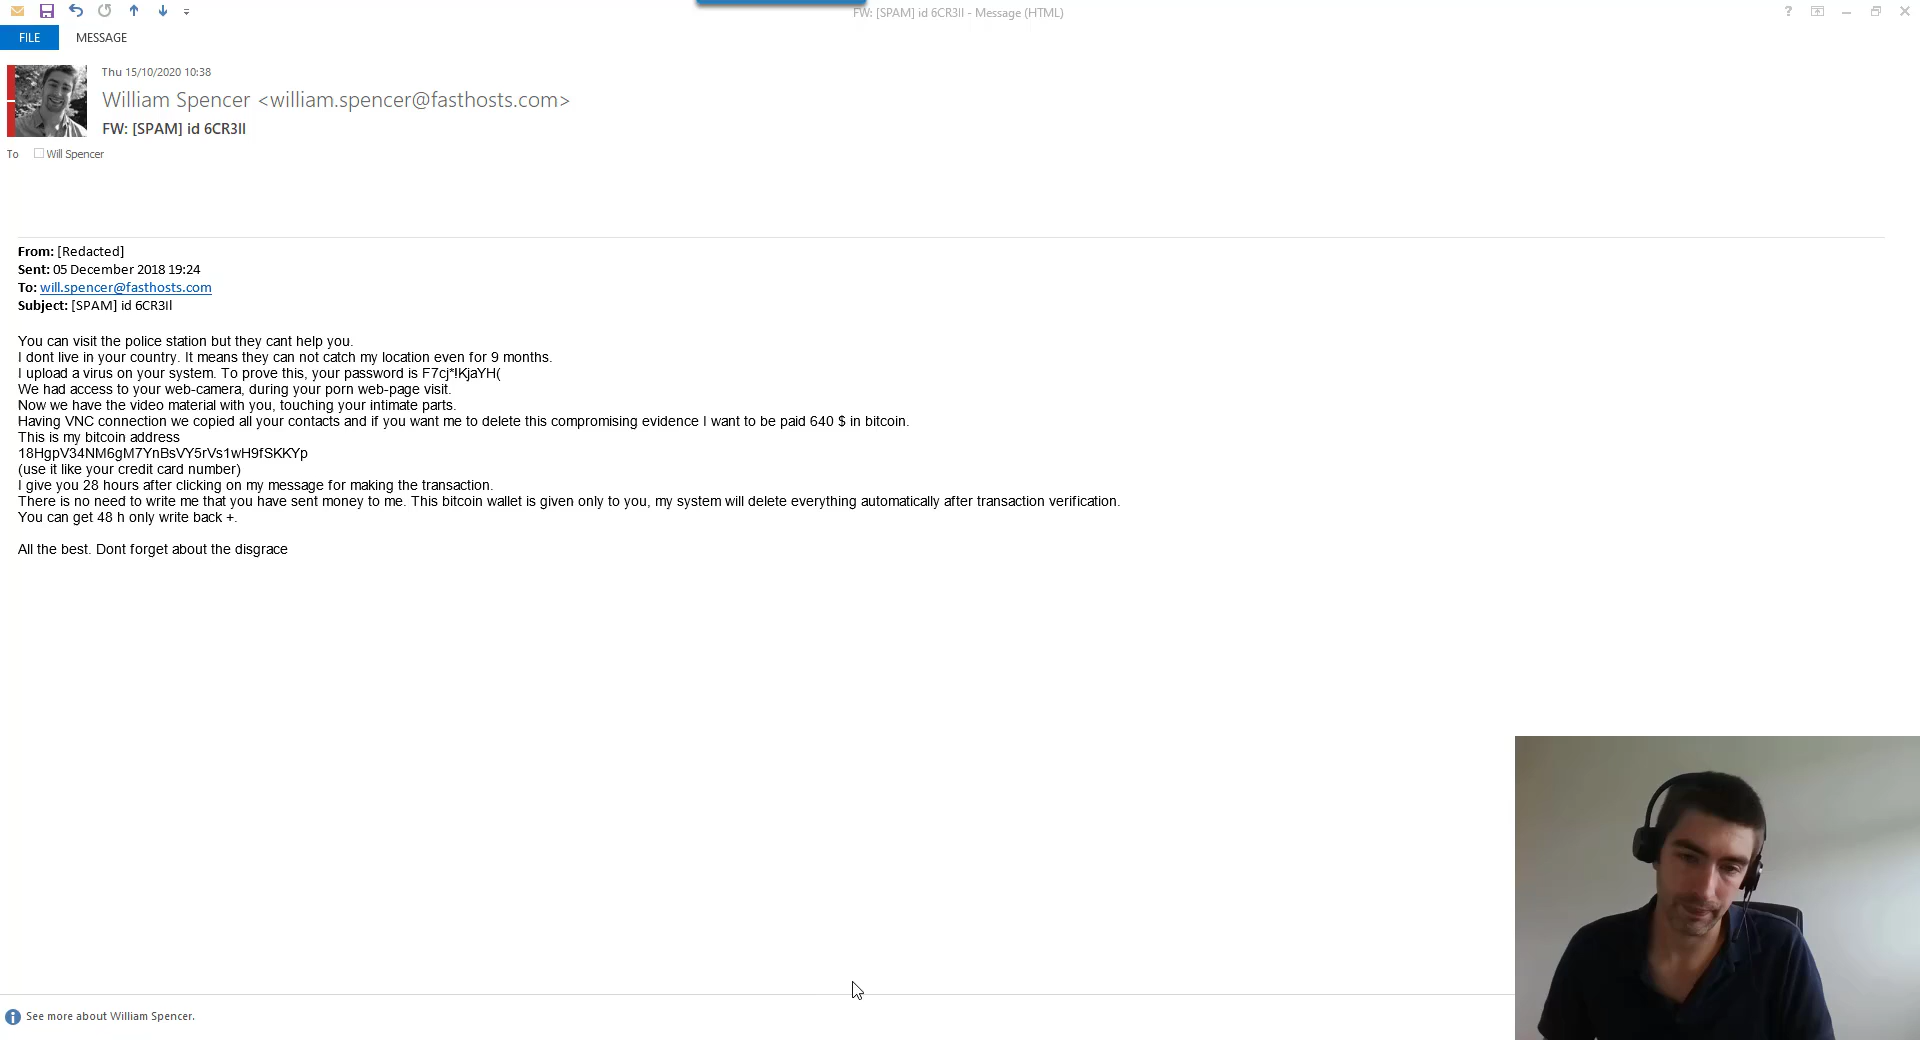 FW: [SPAM] id 6CR3Il - Message (HTML)
?
FILE
MESSAGE
Thu 15/10/2020 10:38
William Spencer <william.spencer@fasthosts.com>
FW: [SPAM] id 6CR3Il
To
Will Spencer
From: [Redacted]
Sent: 05 December 2018 19:24
To: will.spencer@fasthosts.com
Subject: [SPAM] id 6CR3Il
You can visit the police station but they cant help you.
I dont live in your country. It means they can not catch my location even for 9 months.
I upload a virus on your system. To prove this, your password is F7cj*!KjaYH(
We had access to your web-camera, during your porn web-page visit.
Now we have the video material with you, touching your intimate parts.
Having VNC connection we copied all your contacts and if you want me to delete this compromising evidence I want to be paid 640 $ in bitcoin.
This is my bitcoin address
18HgpV34NM6gM7YnBsVY5rVs1wH9fSKKYp
(use it like your credit card number)
I give you 28 hours after clicking on my message for making the transaction.
There is no need to write me that you have sent money to me. This bitcoin wallet is given only to you, my system will delete everything automatically after transaction verification.
You can get 48 h only write back +.
All the best. Dont forget about the disgrace
See more about William Spencer.